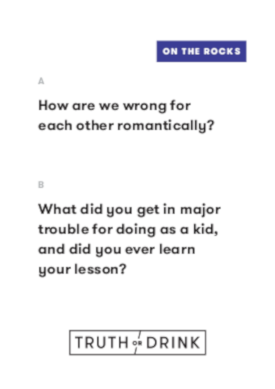 ON THE ROCKS
A
How are we wrong for
each other romantically?
B
What did you get in major
trouble for doing as a kid,
and did you ever learn
your lesson?
TRUTH OR DRINK